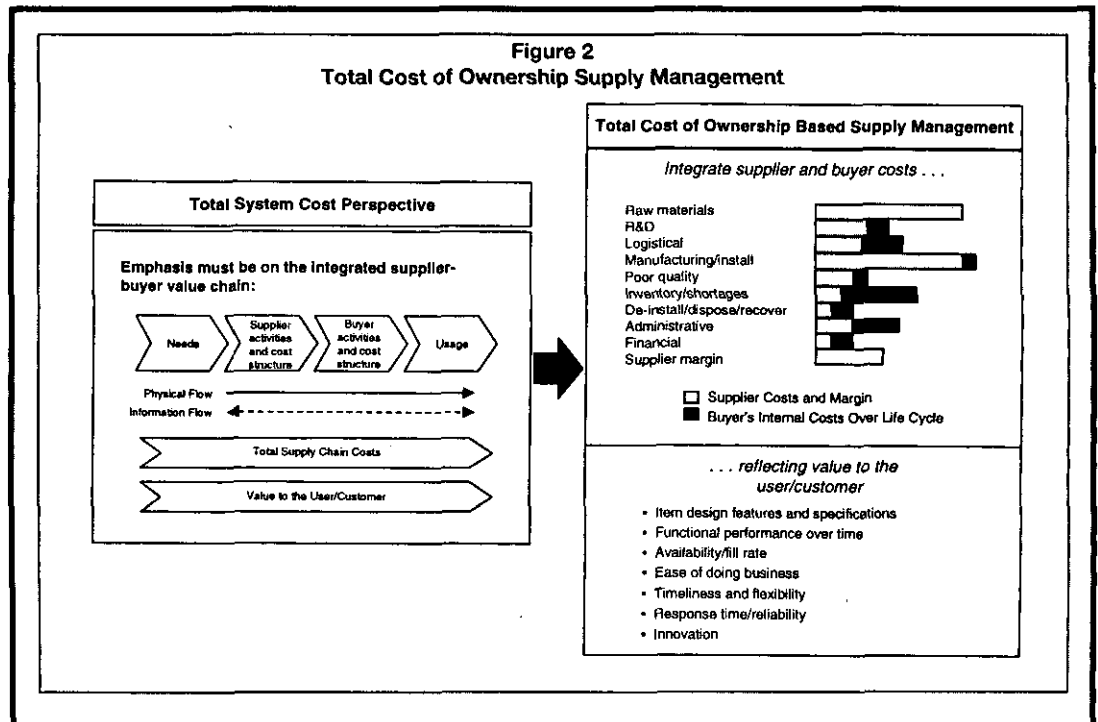 Figure 2
Total Cost of Ownership Supply Management
Total System Cost Perspective
Emphasis must be on the integrated supplier-
buyer value chain:
Needs
Supplier
activities
and cost
structure
Buyer
activities
and cost
structure
Usage
Physical Flow
Information Flow
Total Supply Chain Costs
Value to the User/Customer
Total Cost of Ownership Based Supply Management
Integrate supplier and buyer costs . . .
Raw materials
R&D
Logistical
Manufacturing/install
Poor quality
Inventory/shortages
De-install/dispose/recover
Administrative
Financial
Supplier margin
Supplier Costs and Margin
Buyer's Internal Costs Over Life Cycle
. . . reflecting value to the
user/customer
• Item design features and specifications
• Functional performance over time
• Availability/fill rate
• Ease of doing business
• Timeliness and flexibility
• Response time/reliability
• Innovation